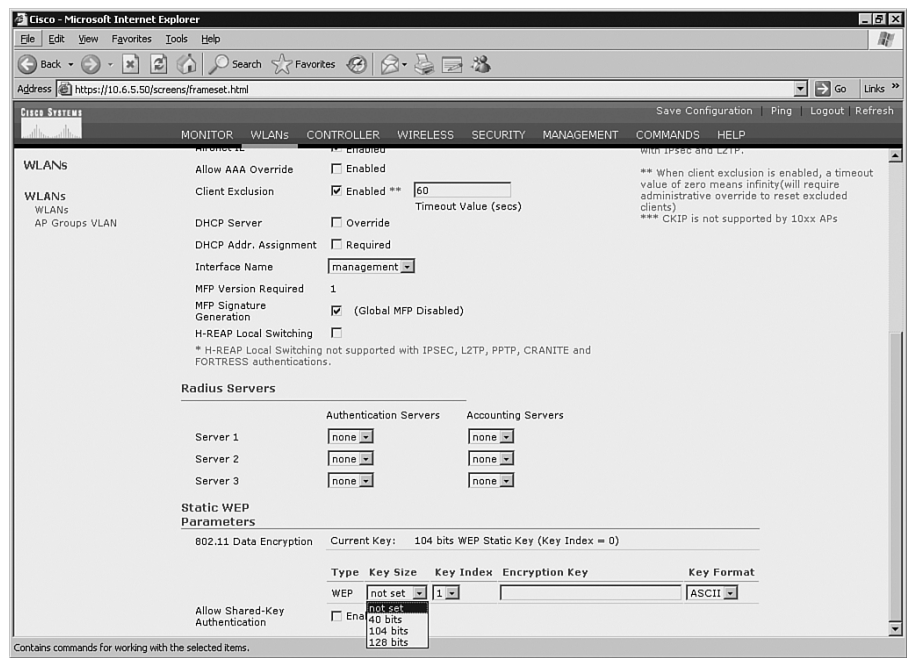 Cisco - Microsoft Internet Explorer
File Edit View Favorites Tools Help
Back Search Favorites
Address https://10.6.5.50/screens/frameset.html Go Links »
CISCO SYSTEMS
Save Configuration | Ping | Logout | Refresh
MONITOR WLANs CONTROLLER WIRELESS SECURITY MANAGEMENT COMMANDS HELP
WLANs
WLANs
WLANs
AP Groups VLAN
Aironet IE Enabled
Allow AAA Override Enabled
Client Exclusion Enabled ** 60
Timeout Value (secs)
DHCP Server Override
DHCP Addr. Assignment Required
Interface Name management
MFP Version Required 1
MFP Signature
Generation (Global MFP Disabled)
H-REAP Local Switching
* H-REAP Local Switching not supported with IPSEC, L2TP, PPTP, CRANITE and
FORTRESS authentications.
with IPsec and L2TP.
** When client exclusion is enabled, a timeout
value of zero means infinity(will require
administrative override to reset excluded
clients)
*** CKIP is not supported by 10xx APs
Radius Servers
Authentication Servers Accounting Servers
Server 1 none none
Server 2 none none
Server 3 none none
Static WEP
Parameters
802.11 Data Encryption Current Key: 104 bits WEP Static Key (Key Index = 0)
Type Key Size Key Index Encryption Key Key Format
WEP not set 1 ASCII
not set
40 bits
104 bits
128 bits
Allow Shared-Key
Authentication Ena
Contains commands for working with the selected items.